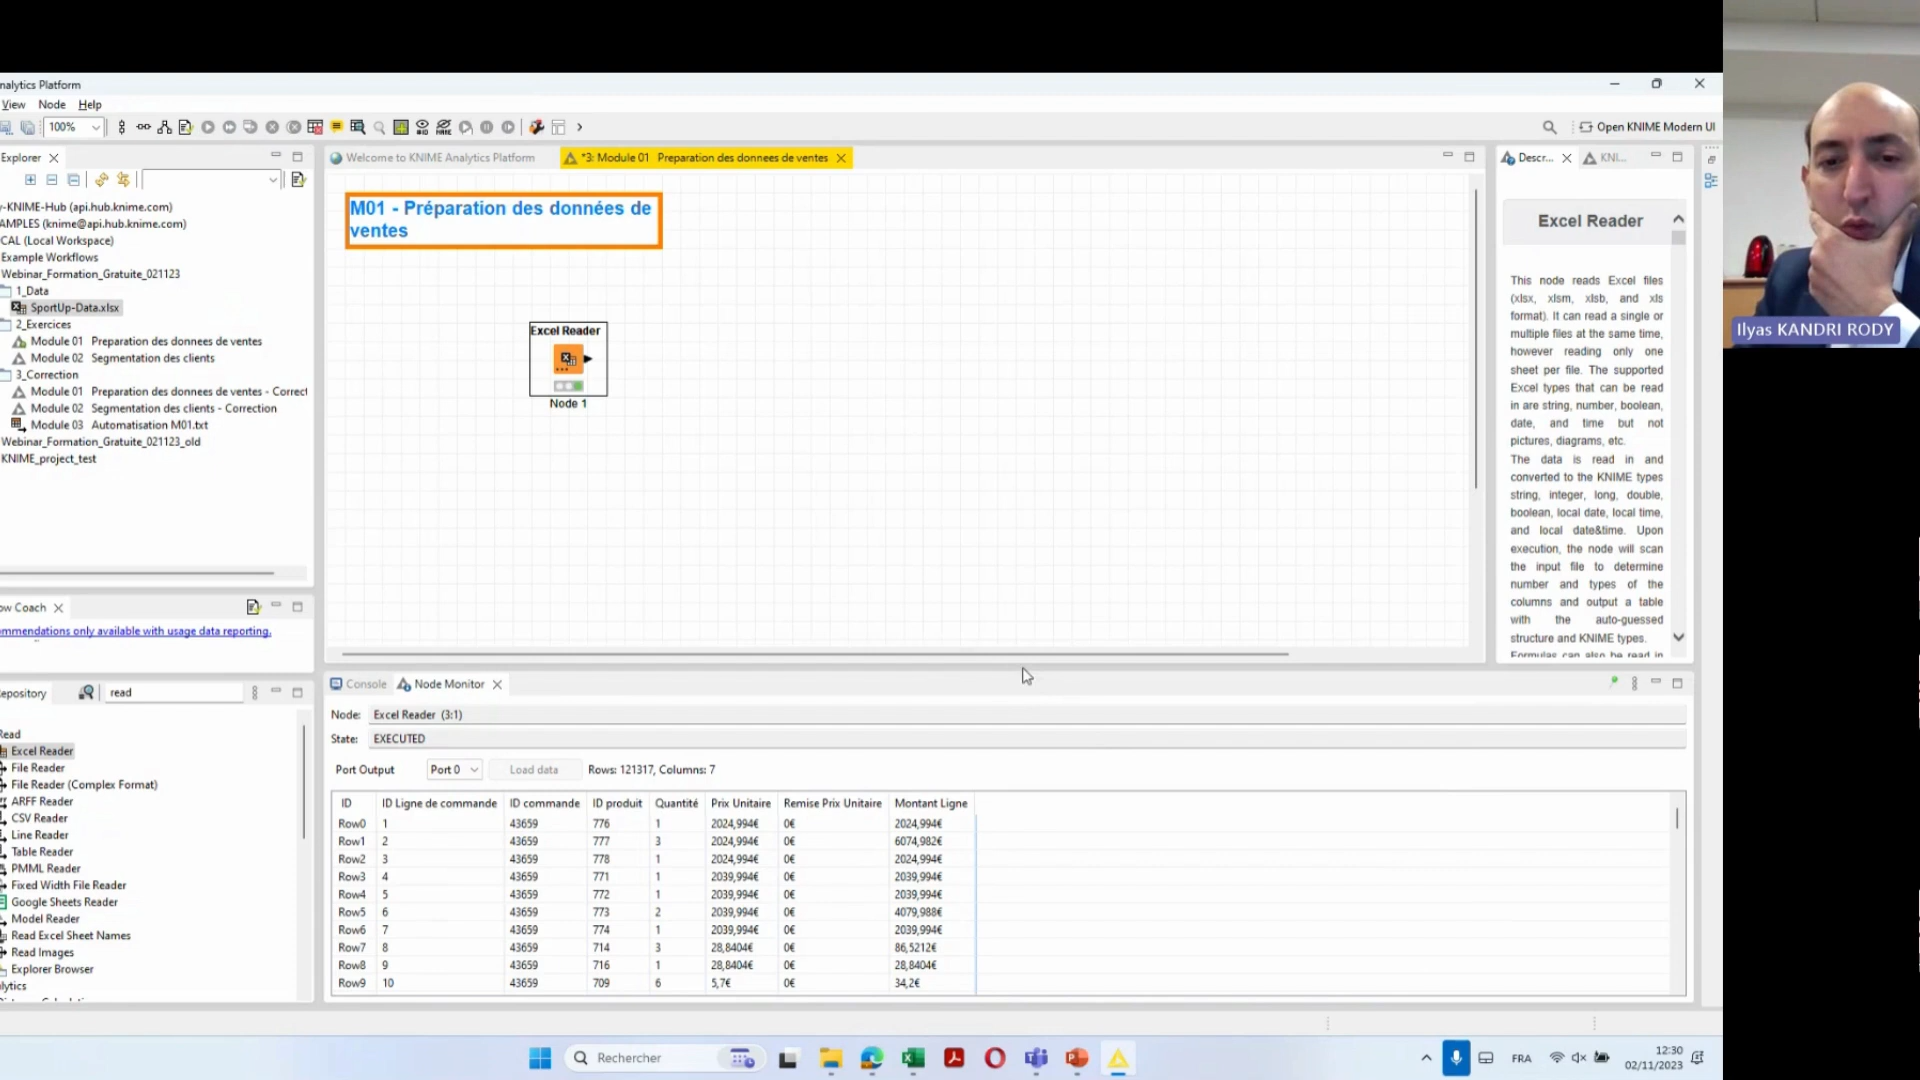 nalytics Platform
View Node Help
100%
Open KNIME Modern UI
Explorer
Welcome to KNIME Analytics Platform
*3: Module 01 Preparation des donnees de ventes
Descr...
KNI...
y-KNIME-Hub (api.hub.knime.com)
AMPLES (knime@api.hub.knime.com)
CAL (Local Workspace)
Example Workflows
Webinar_Formation_Gratuite_021123
1_Data
SportUp-Data.xlsx
2_Exercices
Module 01 Preparation des donnees de ventes
Module 02 Segmentation des clients
3_Correction
Module 01 Preparation des donnees de ventes - Correct
Module 02 Segmentation des clients - Correction
Module 03 Automatisation M01.txt
Webinar_Formation_Gratuite_021123_old
KNIME_project_test
M01 - Préparation des données de
ventes
Excel Reader
Node 1
Excel Reader
This node reads Excel files
(xlsx, xlsm, xlsb, and xls
format). It can read a single or
multiple files at the same time,
however reading only one
sheet per file. The supported
Excel types that can be read
in are string, number, boolean,
date, and time but not
pictures, diagrams, etc.
The data is read in and
converted to the KNIME types
string, integer, long, double,
boolean, local date, local time,
and local date&time. Upon
execution, the node will scan
the input file to determine
number and types of the
columns and output a table
with the auto-guessed
structure and KNIME types.
Formulas can also be read in
Ilyas KANDRI RODY
ow Coach
ommendations only available with usage data reporting.
epository
read
Read
Excel Reader
File Reader
File Reader (Complex Format)
ARFF Reader
CSV Reader
Line Reader
Table Reader
PMML Reader
Fixed Width File Reader
Google Sheets Reader
Model Reader
Read Excel Sheet Names
Read Images
Explorer Browser
lytics
Console
Node Monitor
Node: Excel Reader (3:1)
State: EXECUTED
Port Output Port 0 Load data Rows: 121317, Columns: 7
ID ID Ligne de commande ID commande ID produit Quantité Prix Unitaire Remise Prix Unitaire Montant Ligne
Row0 1 43659 776 1 2024,994€ 0€ 2024,994€
Row1 2 43659 777 3 2024,994€ 0€ 6074,982€
Row2 3 43659 778 1 2024,994€ 0€ 2024,994€
Row3 4 43659 771 1 2039,994€ 0€ 2039,994€
Row4 5 43659 772 1 2039,994€ 0€ 2039,994€
Row5 6 43659 773 2 2039,994€ 0€ 4079,988€
Row6 7 43659 774 1 2039,994€ 0€ 2039,994€
Row7 8 43659 714 3 28,8404€ 0€ 86,5212€
Row8 9 43659 716 1 28,8404€ 0€ 28,8404€
Row9 10 43659 709 6 5,7€ 0€ 34,2€
Rechercher
FRA
12:30
02/11/2023